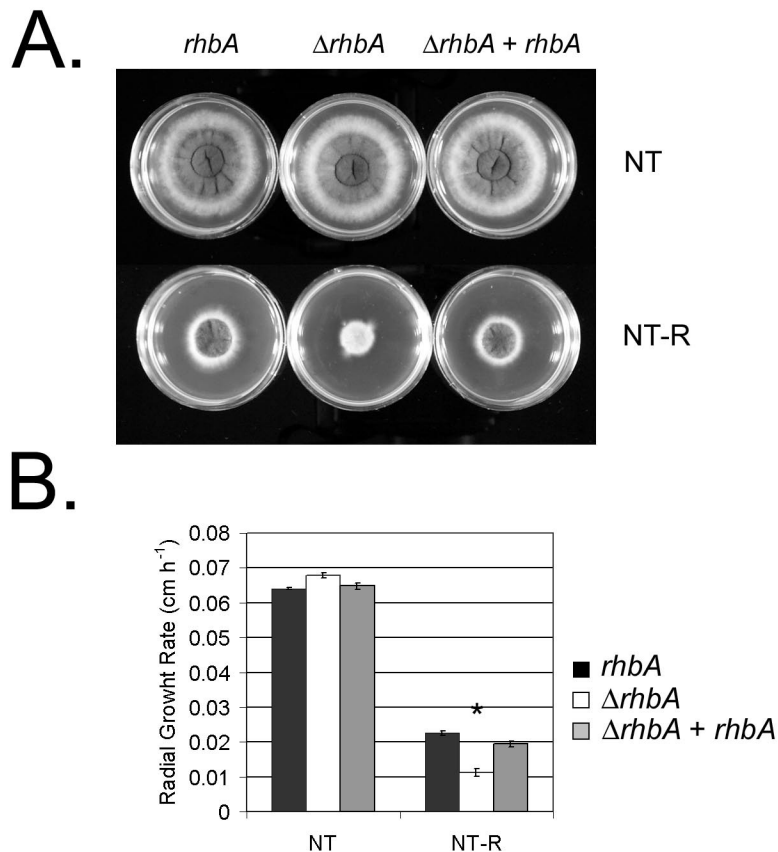 A.
rhbA ΔrhbA ΔrhbA + rhbA
NT
NT-R
B.
Radial Growht Rate (cm h-1)
0.08
0.07
0.06
0.05
0.04
0.03
0.02
0.01
0
*
NT NT-R
rhbA
ΔrhbA
ΔrhbA + rhbA